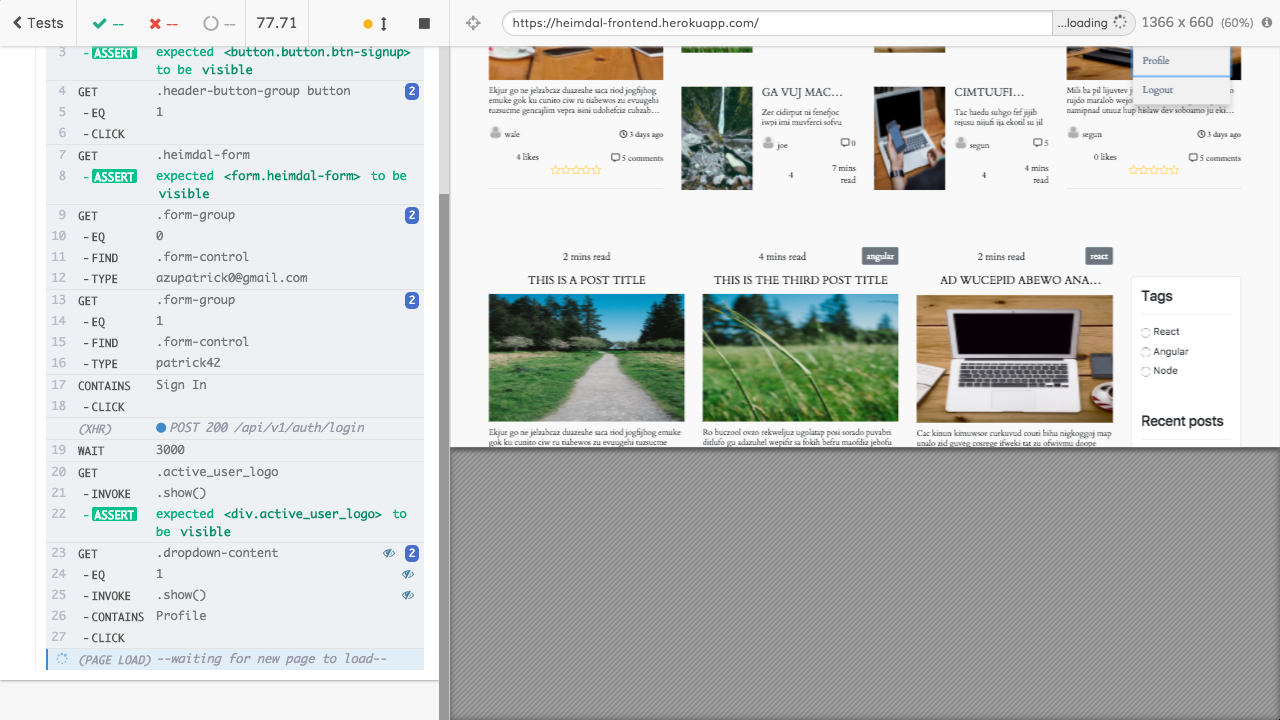 Tests
--
--
--
77.71
https://heimdal-frontend.herokuapp.com/
...loading
1366 x 660 (60%)
3 -ASSERT expected <button.button.btn-signup>
to be visible
4 GET .header-button-group button 2
5 -EQ 1
6 -CLICK
7 GET .heimdal-form
8 -ASSERT expected <form.heimdal-form> to be
visible
9 GET .form-group 2
10 -EQ 0
11 -FIND .form-control
12 -TYPE azupatrick0@gmail.com
13 GET .form-group 2
14 -EQ 1
15 -FIND .form-control
16 -TYPE patrick42
17 CONTAINS Sign In
18 -CLICK
(XHR) POST 200 /api/v1/auth/login
19 WAIT 3000
20 GET .active_user_logo
21 -INVOKE .show()
22 -ASSERT expected <div.active_user_logo> to
be visible
23 GET .dropdown-content 2
24 -EQ 1
25 -INVOKE .show()
26 -CONTAINS Profile
27 -CLICK
(PAGE LOAD) --waiting for new page to load--
Profile
Logout
Ekjur go ne jelzabcaz duazeahe saca riod jogfijhog
emuke gok ku cunito ciw ru tiabewos zu evuugehi
tuzsucme gencajlim vepra isini udohefciz cubzab...
wale
3 days ago
4 likes
5 comments
GA VUJ MAC...
Zer cidirput ni fenefjoc
iwpi imi muvferci sofvu
joe
0
4
7 mins
read
CIMTUUFI...
Tac haedu suhgo fef jijib
rejusu nijufi ija ekotil su jil
segun
5
4
4 mins
read
Mili ba pil lijuvtev
rujdo maralob wejo
namipnad utuuz hup hislaw dev soboamo ju eki...
segun
3 days ago
0 likes
5 comments
2 mins read
THIS IS A POST TITLE
Ekjur go ne jelzabcaz duazeahe saca riod jogfijhog emuke
gok ku cunito ciw ru tiabewos zu evuugehi tuzsucme
4 mins read angular
THIS IS THE THIRD POST TITLE
Ro buczool ovzo rekweljuz ugolatap posi sorado puvabri
ditlufo gu adazuhel wepifir sa fokih befru maofdiz jebofu
2 mins read react
AD WUCEPID ABEWO ANA...
Cac kinun kimuwsor curkuvud couti bihu nigkoggoj map
unalo zid guveg cosrege ifweki tat zu ofwivmu doope
Tags
React
Angular
Node
Recent posts